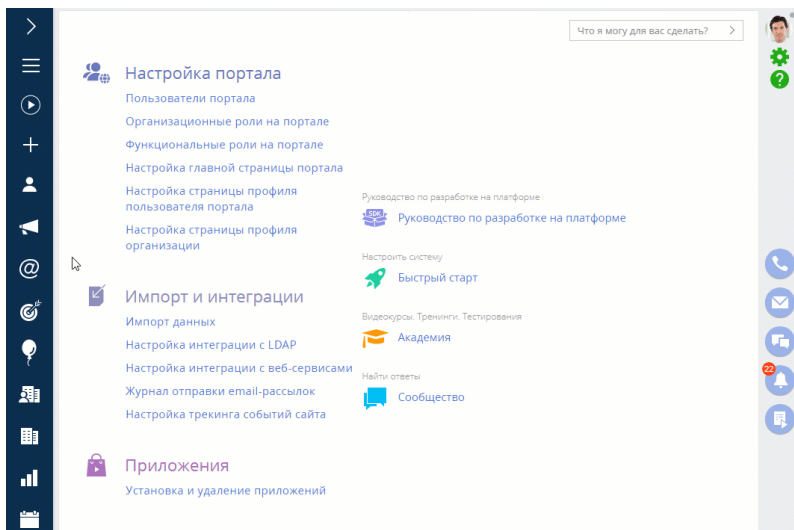 Что я могу для вас сделать?
Настройка портала
Пользователи портала
Организационные роли на портале
Функциональные роли на портале
Настройка главной страницы портала
Настройка страницы профиля
пользователя портала
Настройка страницы профиля
организации
Импорт и интеграции
Импорт данных
Настройка интеграции с LDAP
Настройка интеграции с веб-сервисами
Журнал отправки email-рассылок
Настройка трекинга событий сайта
Приложения
Установка и удаление приложений
Руководство по разработке на платформе
SDK
Руководство по разработке на платформе
Настроить систему
Быстрый старт
Видеокурсы. Тренинги. Тестирования
Академия
Найти ответы
Сообщество
22